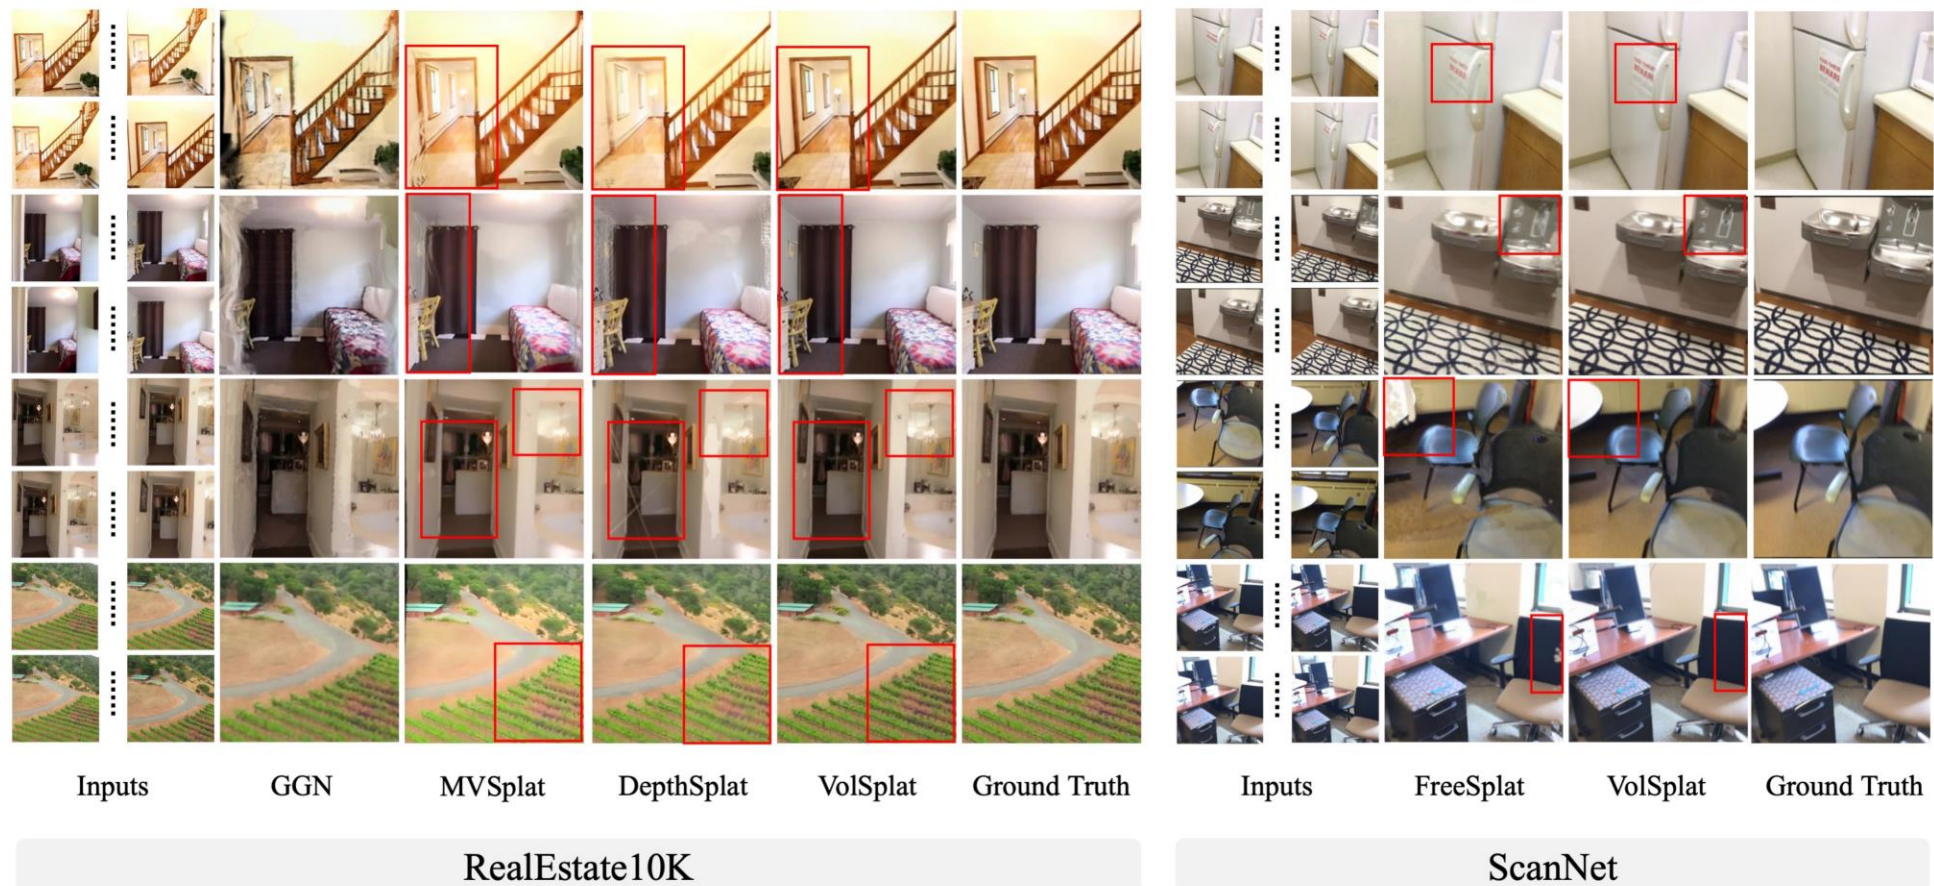 Inputs GGN MVSplat DepthSplat VolSplat Ground Truth
RealEstate10K
Inputs FreeSplat VolSplat Ground Truth
ScanNet